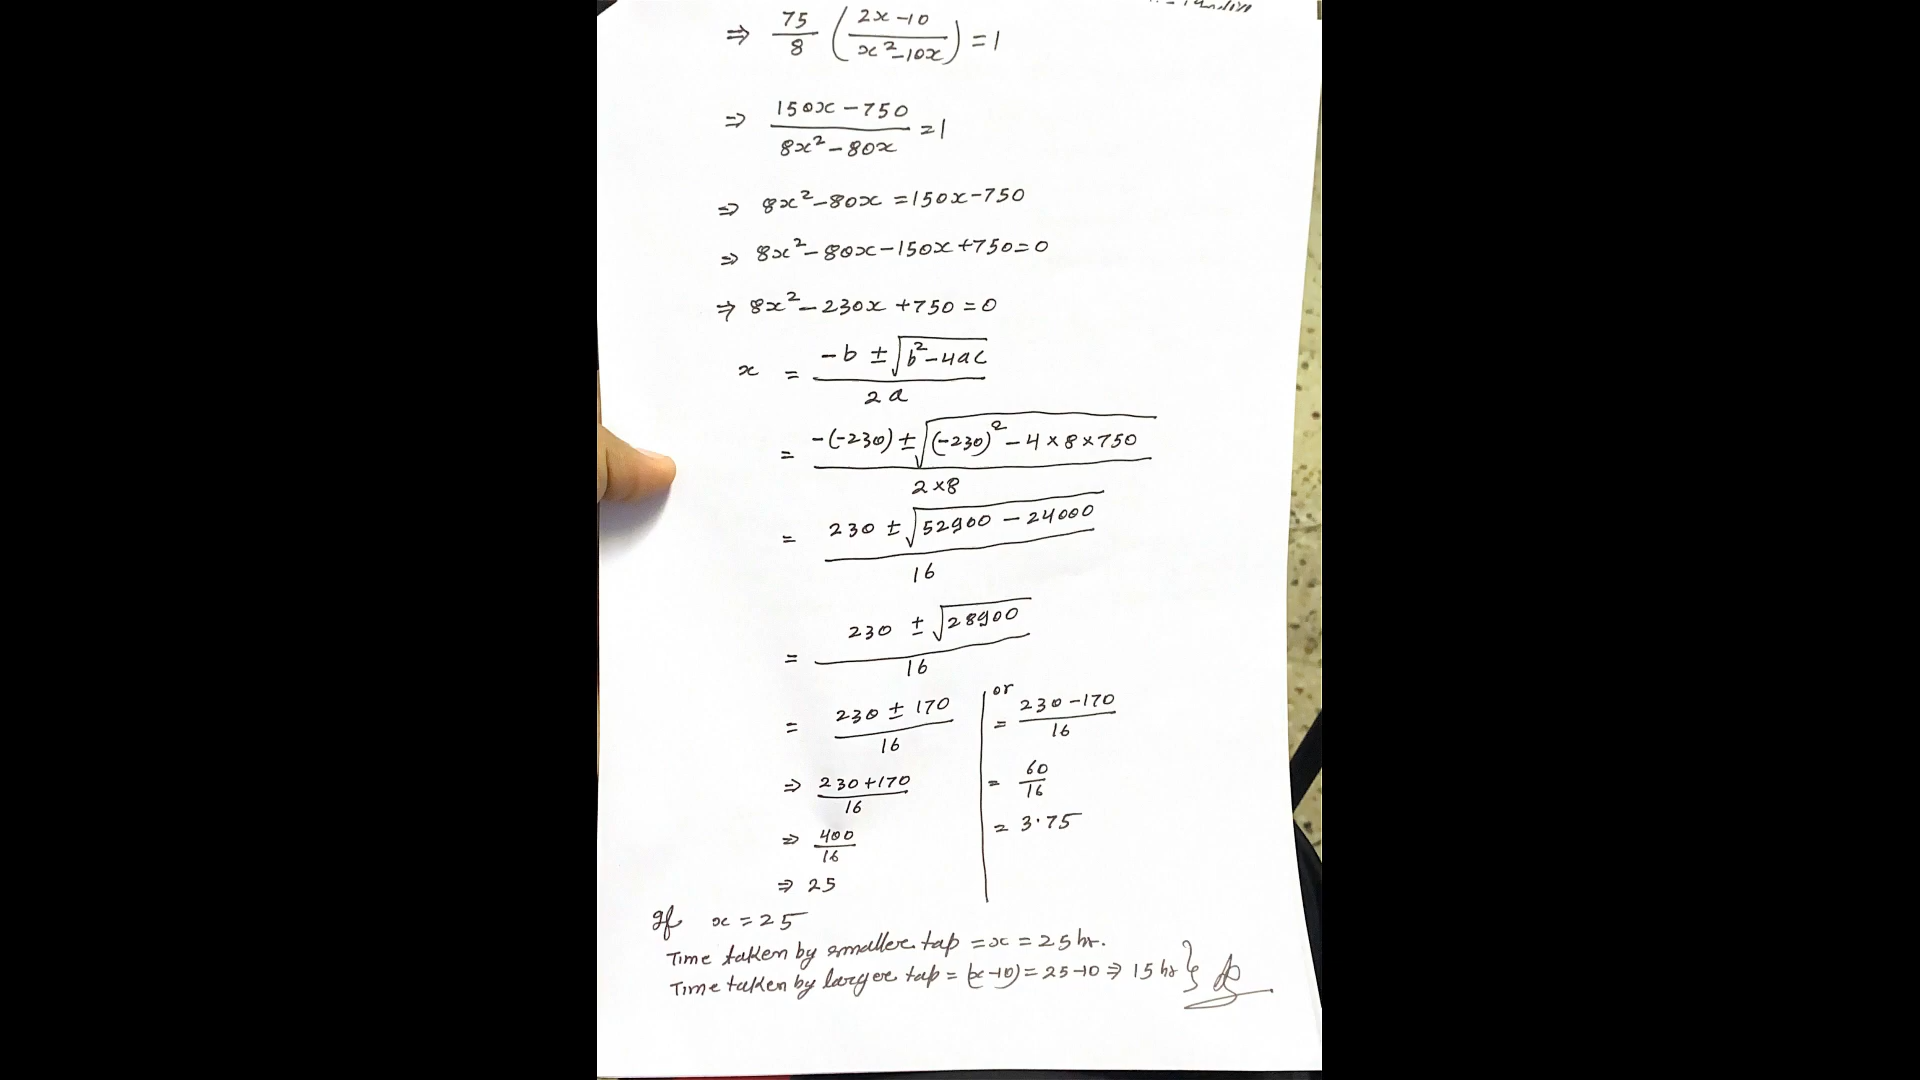 ⇒ 75/8 (2x-10/x²-10x) = 1
⇒ 150x-750/8x²-80x = 1
⇒ 8x²-80x = 150x-750
⇒ 8x²-80x-150x+750=0
⇒ 8x²-230x+750=0
x = -b ± √b²-4ac/2a
= -(-230) ± √(-230)²-4×8×750/2×8
= 230 ± √52900-24000/16
= 230 ± √28900/16
= 230 ± 170/16
⇒ 230+170/16
⇒ 400/16
⇒ 25
or
= 230-170/16
= 60/16
= 3.75
If x = 25
Time taken by smaller tap = x = 25 hr.
Time taken by larger tap = (x-10) = 25-10 ⇒ 15 hr}